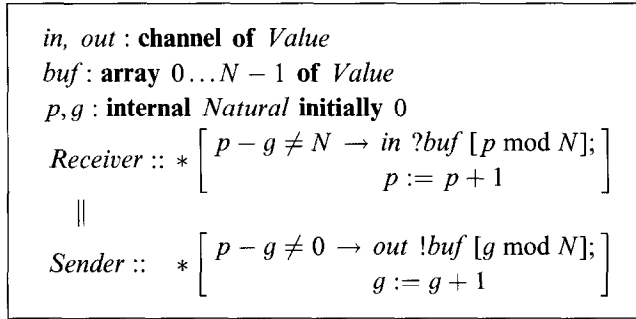 in, out : channel of Value
buf : array 0...N − 1 of Value
p, g : internal Natural initially 0
Receiver :: * [ p − g ≠ N → in ?buf [p mod N];
p := p + 1 ]
||
Sender :: * [ p − g ≠ 0 → out !buf [g mod N];
g := g + 1 ]